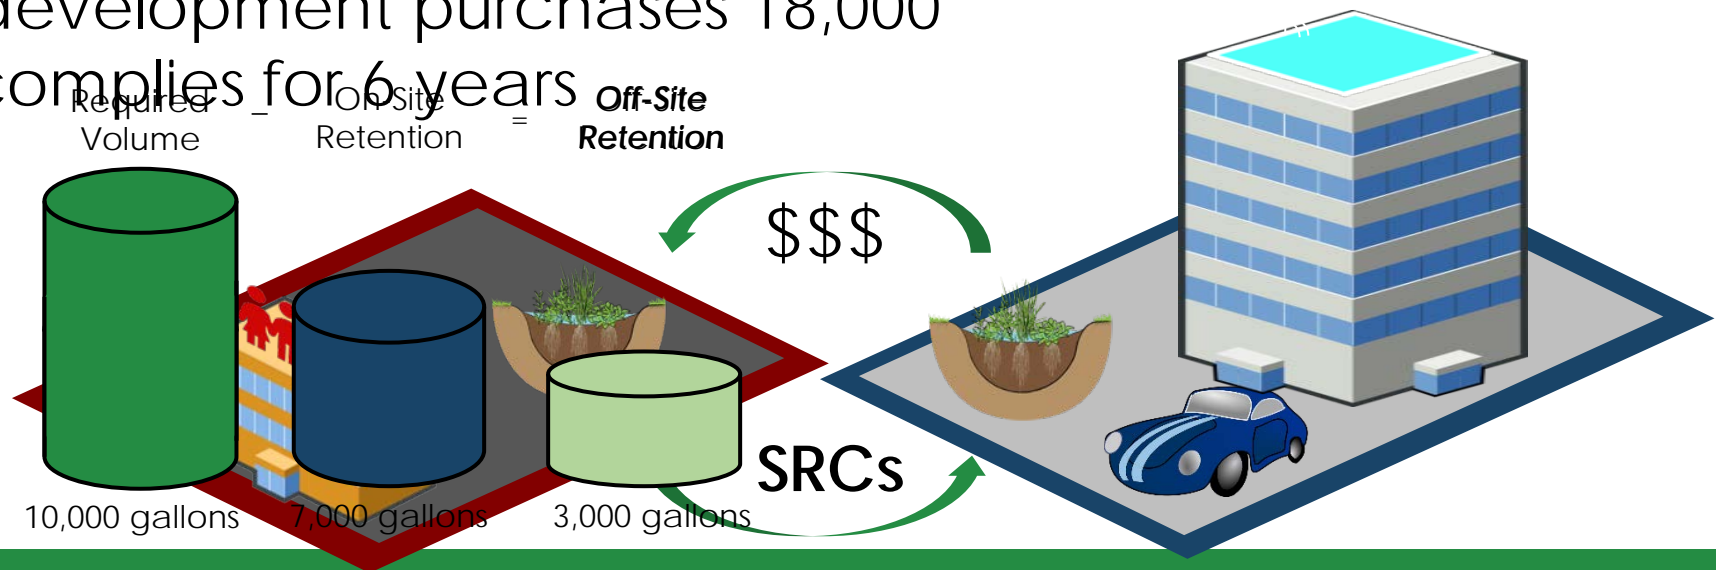 development purchases 18,000
complies for 6 years
Required
Volume
–
On-Site
Retention
=
Off-Site
Retention
$$$
SRCs
10,000 gallons
7,000 gallons
3,000 gallons